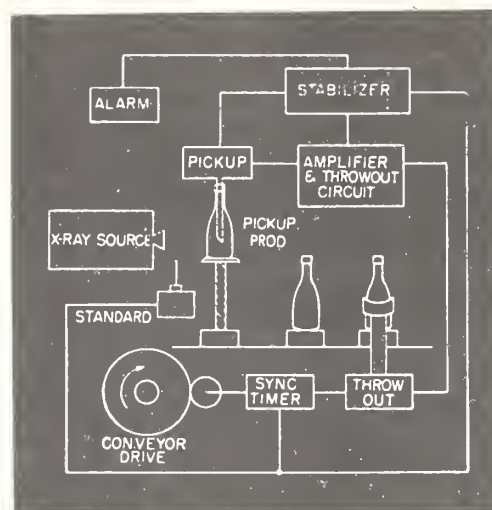 STABILIZER
ALARM
PICKUP
AMPLIFIER
& THROWOUT
CIRCUIT
X-RAY SOURCE
PICKUP
PROD
STANDARD
SYNC
TIMER
THROW
OUT
CONVEYOR
DRIVE